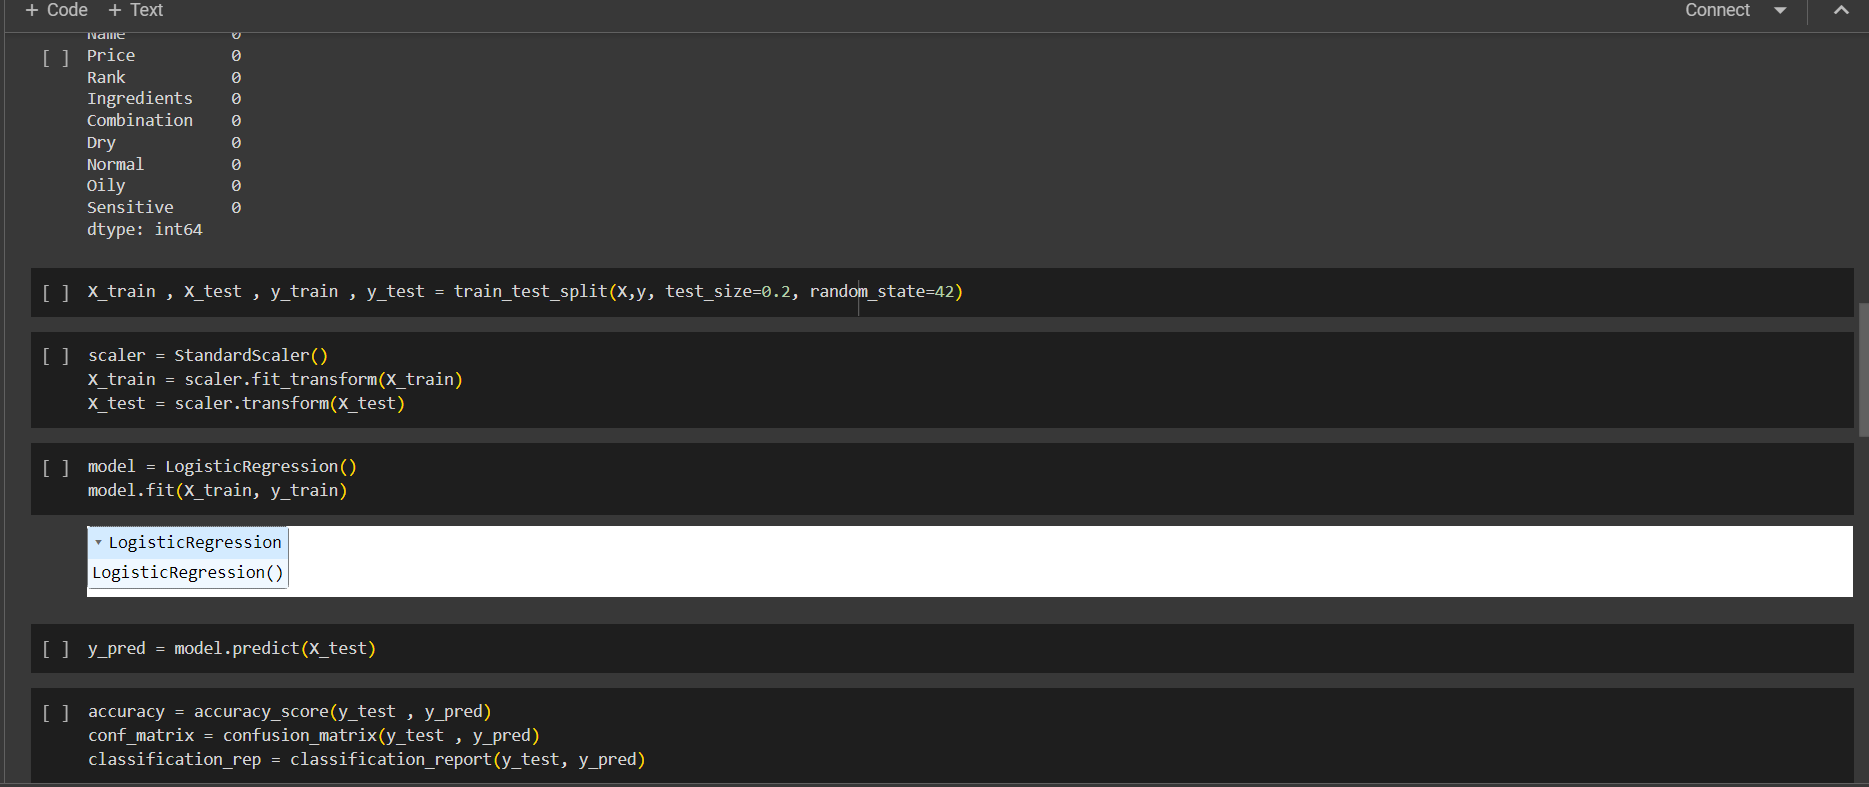 + Code + Text Connect
Name 0
[ ] Price 0
Rank 0
Ingredients 0
Combination 0
Dry 0
Normal 0
Oily 0
Sensitive 0
dtype: int64
[ ] X_train , X_test , y_train , y_test = train_test_split(X,y, test_size=0.2, random_state=42)
[ ] scaler = StandardScaler()
X_train = scaler.fit_transform(X_train)
X_test = scaler.transform(X_test)
[ ] model = LogisticRegression()
model.fit(X_train, y_train)
LogisticRegression
LogisticRegression()
[ ] y_pred = model.predict(X_test)
[ ] accuracy = accuracy_score(y_test , y_pred)
conf_matrix = confusion_matrix(y_test , y_pred)
classification_rep = classification_report(y_test, y_pred)